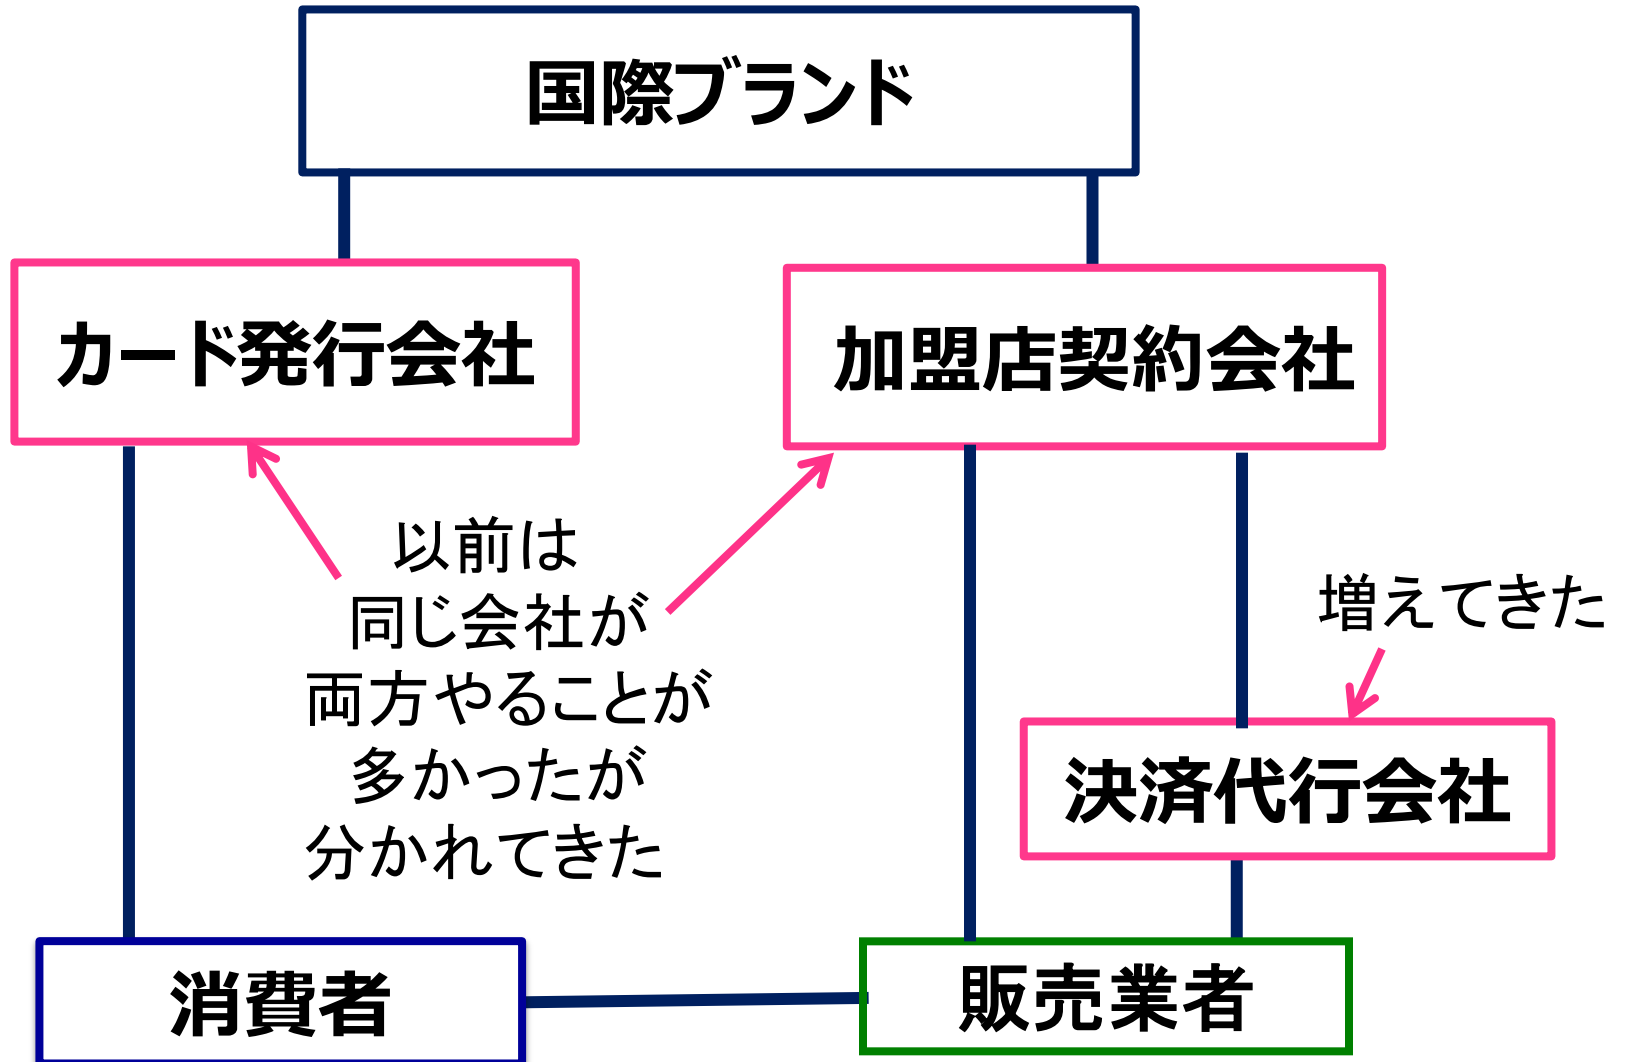 国際ブランド
カード発行会社
加盟店契約会社
以前は
同じ会社が
両方やることが
多かったが
分かれてきた
増えてきた
決済代行会社
消費者
販売業者